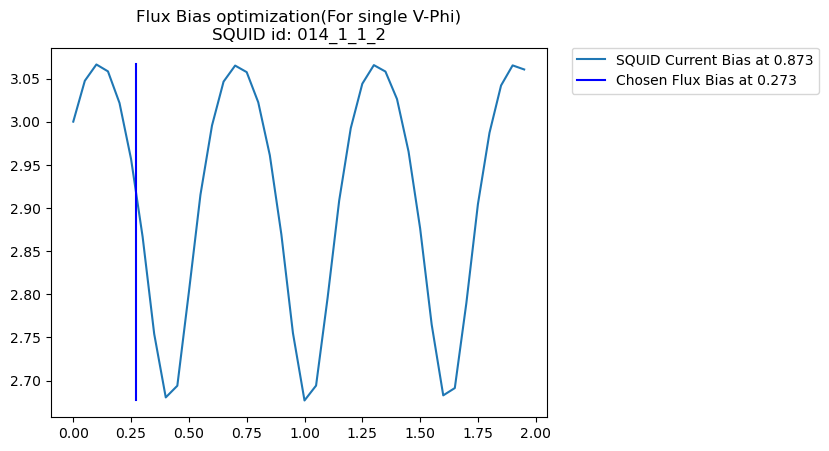 Flux Bias optimization(For single V-Phi)
SQUID id: 014_1_1_2
SQUID Current Bias at 0.873
Chosen Flux Bias at 0.273
3.05
3.00
2.95
2.90
2.85
2.80
2.75
2.70
0.00 0.25 0.50 0.75 1.00 1.25 1.50 1.75 2.00